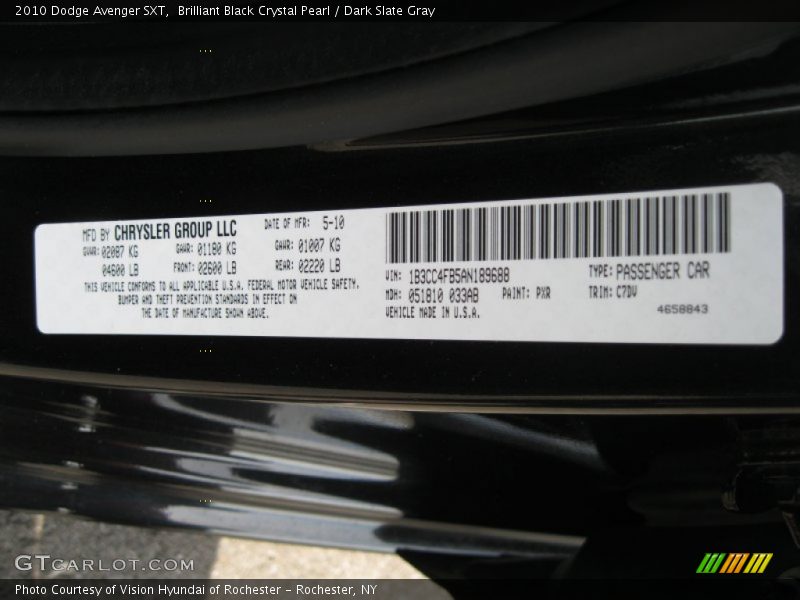 2010 Dodge Avenger SXT,  Brilliant Black Crystal Pearl / Dark Slate Gray
MFD BY CHRYSLER GROUP LLC
DATE OF MFR: 5-10
GVWR: 02087 KG
GAWR: 01180 KG
GAWR: 01007 KG
04600 LB
FRONT: 02600 LB
REAR: 02220 LB
THIS VEHICLE CONFORMS TO ALL APPLICABLE U.S.A. FEDERAL MOTOR VEHICLE SAFETY,
BUMPER AND THEFT PREVENTION STANDARDS IN EFFECT ON
THE DATE OF MANUFACTURE SHOWN ABOVE.
VIN: 1B3CC4FB5AN189688
TYPE: PASSENGER CAR
MDH: 051810 033AB
PAINT: PXR
TRIM: C7DV
VEHICLE MADE IN U.S.A.
4658843
GTCARLOT.COM
Photo Courtesy of Vision Hyundai of Rochester – Rochester, NY